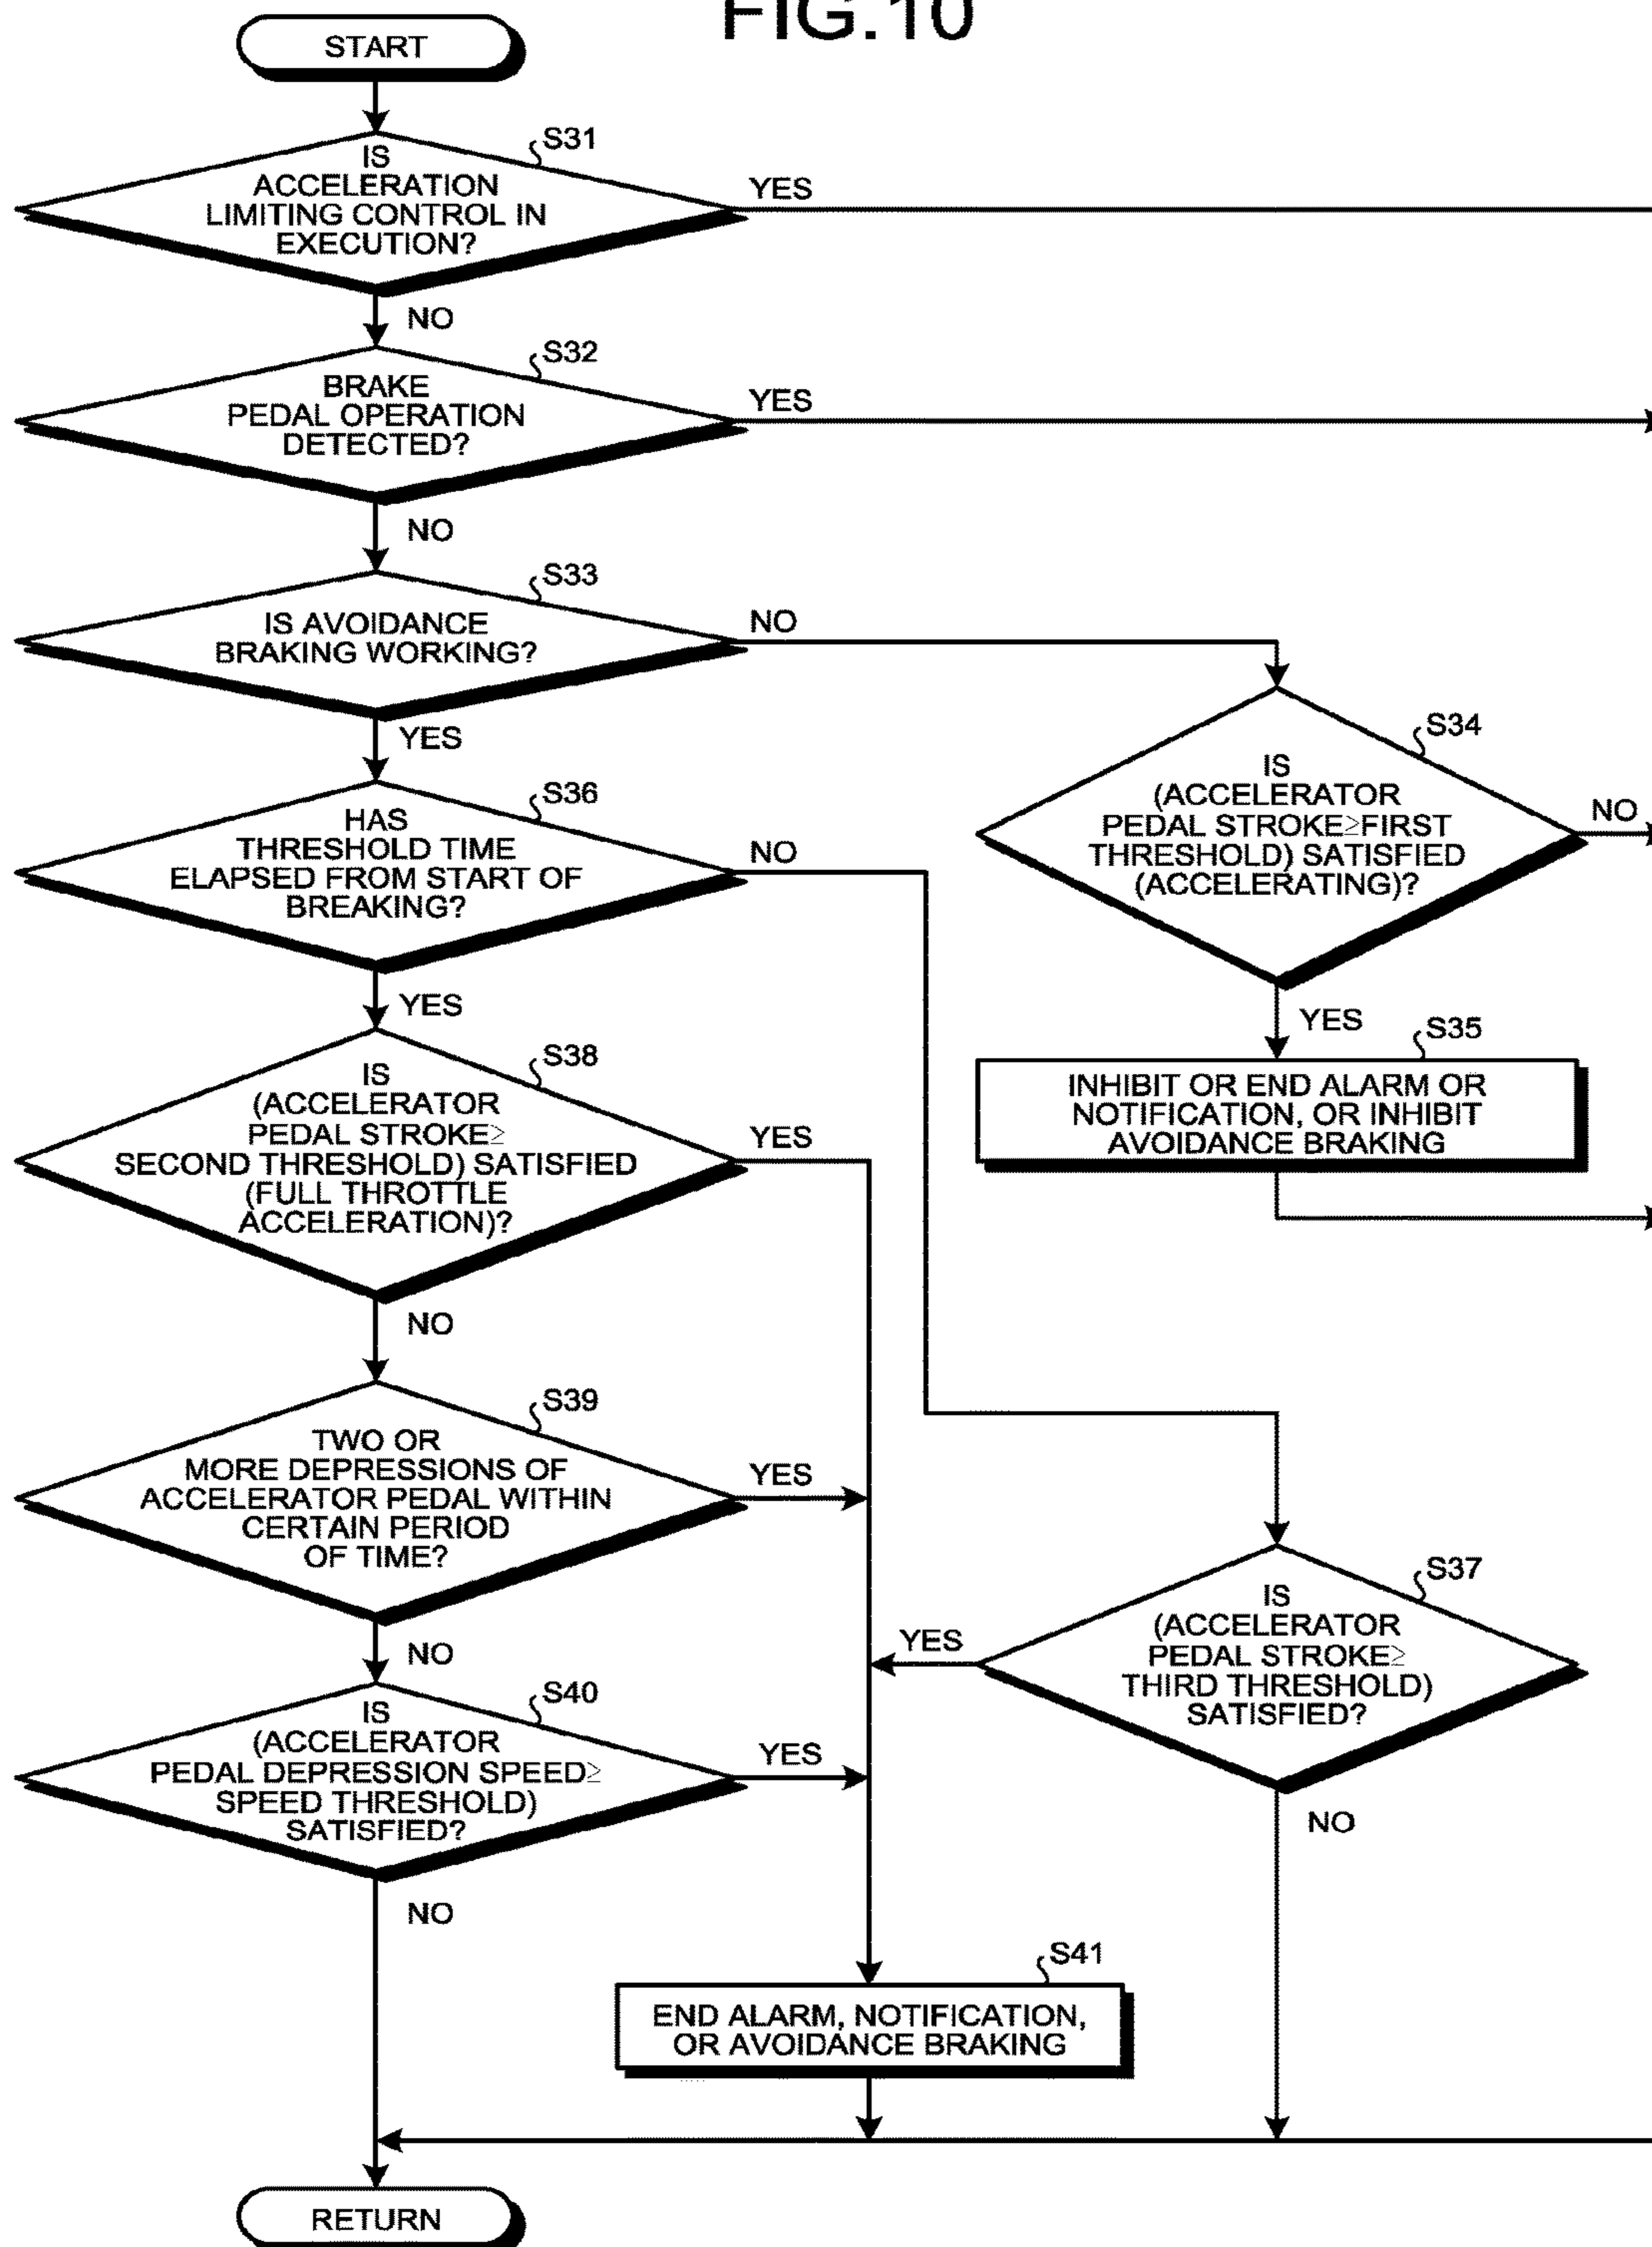 FIG.10
START
S31
IS
ACCELERATION
LIMITING CONTROL IN
EXECUTION?
YES
NO
S32
BRAKE
PEDAL OPERATION
DETECTED?
YES
NO
S33
IS AVOIDANCE
BRAKING WORKING?
NO
YES
S34
IS
(ACCELERATOR
PEDAL STROKE≥FIRST
THRESHOLD) SATISFIED
(ACCELERATING)?
NO
YES
S35
INHIBIT OR END ALARM OR
NOTIFICATION, OR INHIBIT
AVOIDANCE BRAKING
S36
HAS
THRESHOLD TIME
ELAPSED FROM START OF
BREAKING?
NO
YES
S38
IS
(ACCELERATOR
PEDAL STROKE≥
SECOND THRESHOLD) SATISFIED
(FULL THROTTLE
ACCELERATION)?
YES
NO
S39
TWO OR
MORE DEPRESSIONS OF
ACCELERATOR PEDAL WITHIN
CERTAIN PERIOD
OF TIME?
YES
NO
S37
IS
(ACCELERATOR
PEDAL STROKE≥
THIRD THRESHOLD)
SATISFIED?
YES
NO
S40
IS
(ACCELERATOR
PEDAL DEPRESSION SPEED≥
SPEED THRESHOLD)
SATISFIED?
YES
NO
S41
END ALARM, NOTIFICATION,
OR AVOIDANCE BRAKING
RETURN